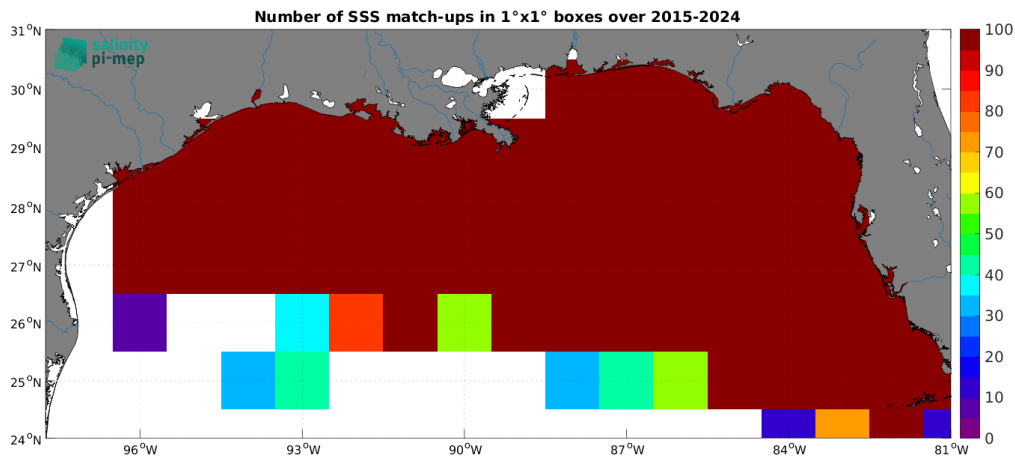 Number of SSS match-ups in 1°x1° boxes over 2015-2024
salinity
pi-mep
31°N
30°N
29°N
28°N
27°N
26°N
25°N
24°N
96°W
93°W
90°W
87°W
84°W
81°W
100
90
80
70
60
50
40
30
20
10
0